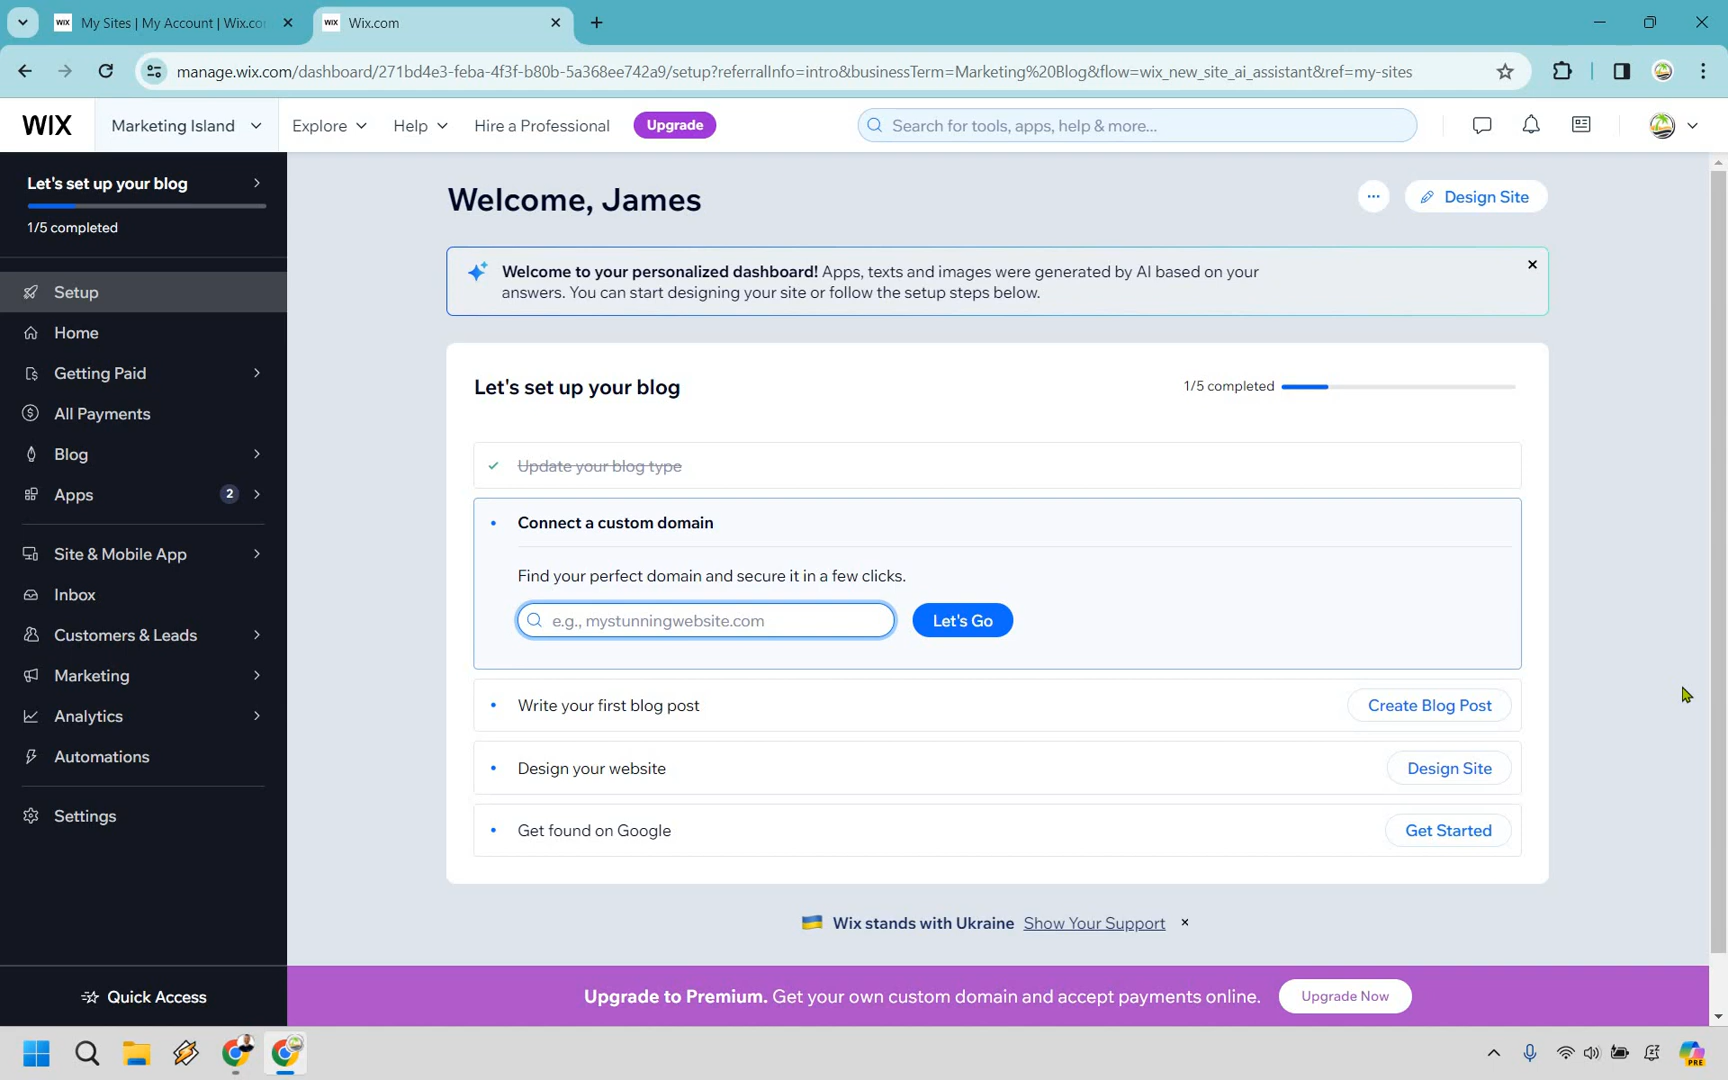 WIX My Sites | My Account | Wix.co
WIX Wix.com
manage.wix.com/dashboard/271bd4e3-feba-4f3f-b80b-5a368ee742a9/setup?referralInfo=intro&businessTerm=Marketing%20Blog&flow=wix_new_site_ai_assistant&ref=my-sites
WIX Marketing Island Explore Help Hire a Professional Upgrade Search for tools, apps, help & more...
Let's set up your blog
1/5 completed
Setup
Home
Getting Paid
All Payments
Blog
Apps 2
Site & Mobile App
Inbox
Customers & Leads
Marketing
Analytics
Automations
Settings
Quick Access
Welcome, James
Design Site
Welcome to your personalized dashboard! Apps, texts and images were generated by AI based on your
answers. You can start designing your site or follow the setup steps below.
Let's set up your blog
1/5 completed
Update your blog type
Connect a custom domain
Find your perfect domain and secure it in a few clicks.
e.g., mystunningwebsite.com Let's Go
Write your first blog post Create Blog Post
Design your website Design Site
Get found on Google Get Started
Wix stands with Ukraine Show Your Support
Upgrade to Premium. Get your own custom domain and accept payments online. Upgrade Now
PRE